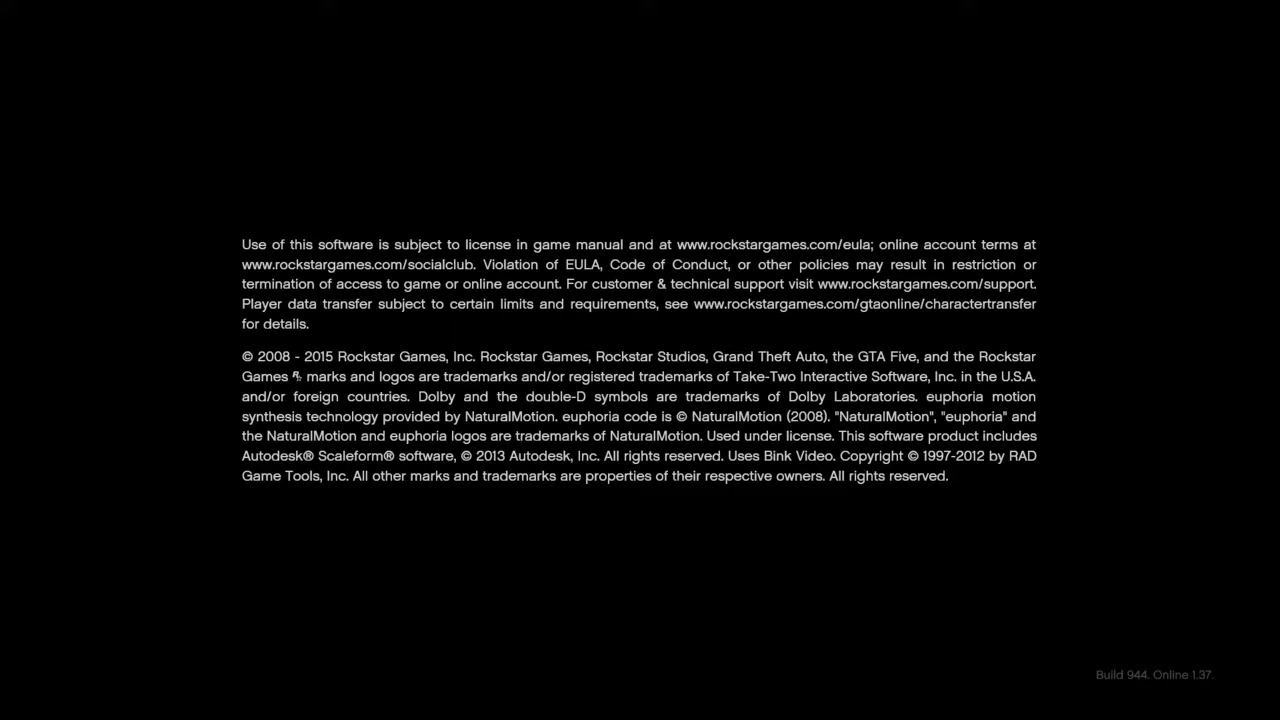 Use of this software is subject to license in game manual and at www.rockstargames.com/eula; online account terms at
www.rockstargames.com/socialclub. Violation of EULA, Code of Conduct, or other policies may result in restriction or
termination of access to game or online account. For customer & technical support visit www.rockstargames.com/support.
Player data transfer subject to certain limits and requirements, see www.rockstargames.com/gtaonline/charactertransfer
for details.
© 2008 - 2015 Rockstar Games, Inc. Rockstar Games, Rockstar Studios, Grand Theft Auto, the GTA Five, and the Rockstar
Games R* marks and logos are trademarks and/or registered trademarks of Take-Two Interactive Software, Inc. in the U.S.A.
and/or foreign countries. Dolby and the double-D symbols are trademarks of Dolby Laboratories. euphoria motion
synthesis technology provided by NaturalMotion. euphoria code is © NaturalMotion (2008). "NaturalMotion", "euphoria" and
the NaturalMotion and euphoria logos are trademarks of NaturalMotion. Used under license. This software product includes
Autodesk® Scaleform® software, © 2013 Autodesk, Inc. All rights reserved. Uses Bink Video. Copyright © 1997-2012 by RAD
Game Tools, Inc. All other marks and trademarks are properties of their respective owners. All rights reserved.
Build 944. Online 1.37.